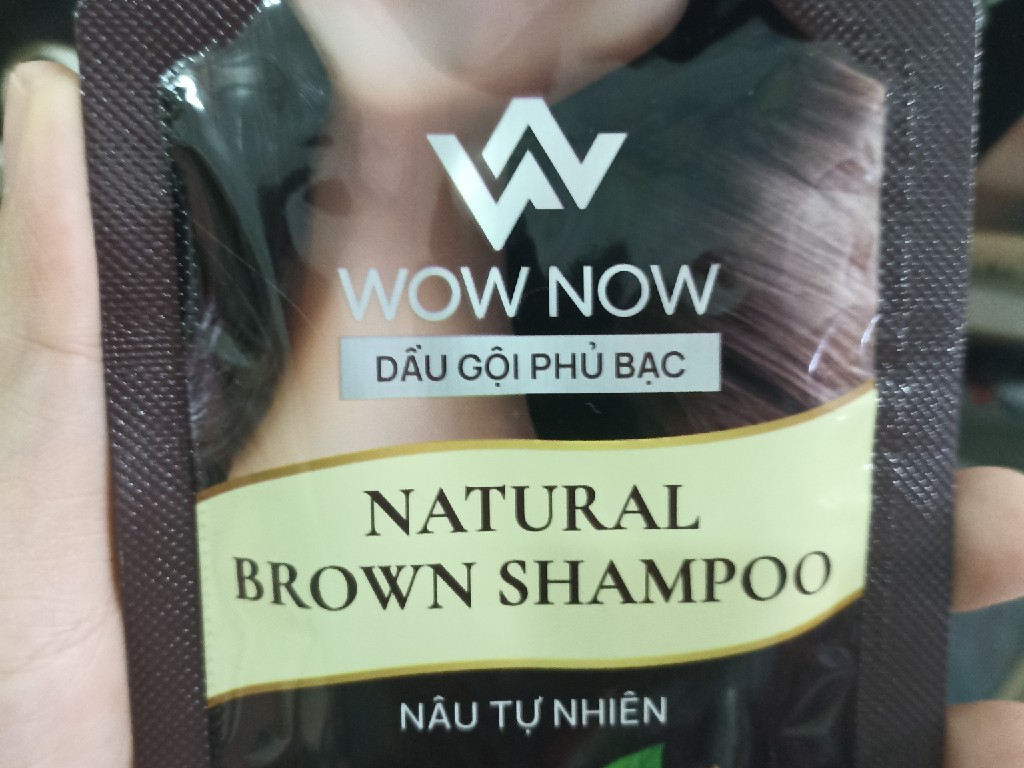 WOW NOW
DẦU GỘI PHỦ BẠC
NATURAL
BROWN SHAMPOO
NÂU TỰ NHIÊN